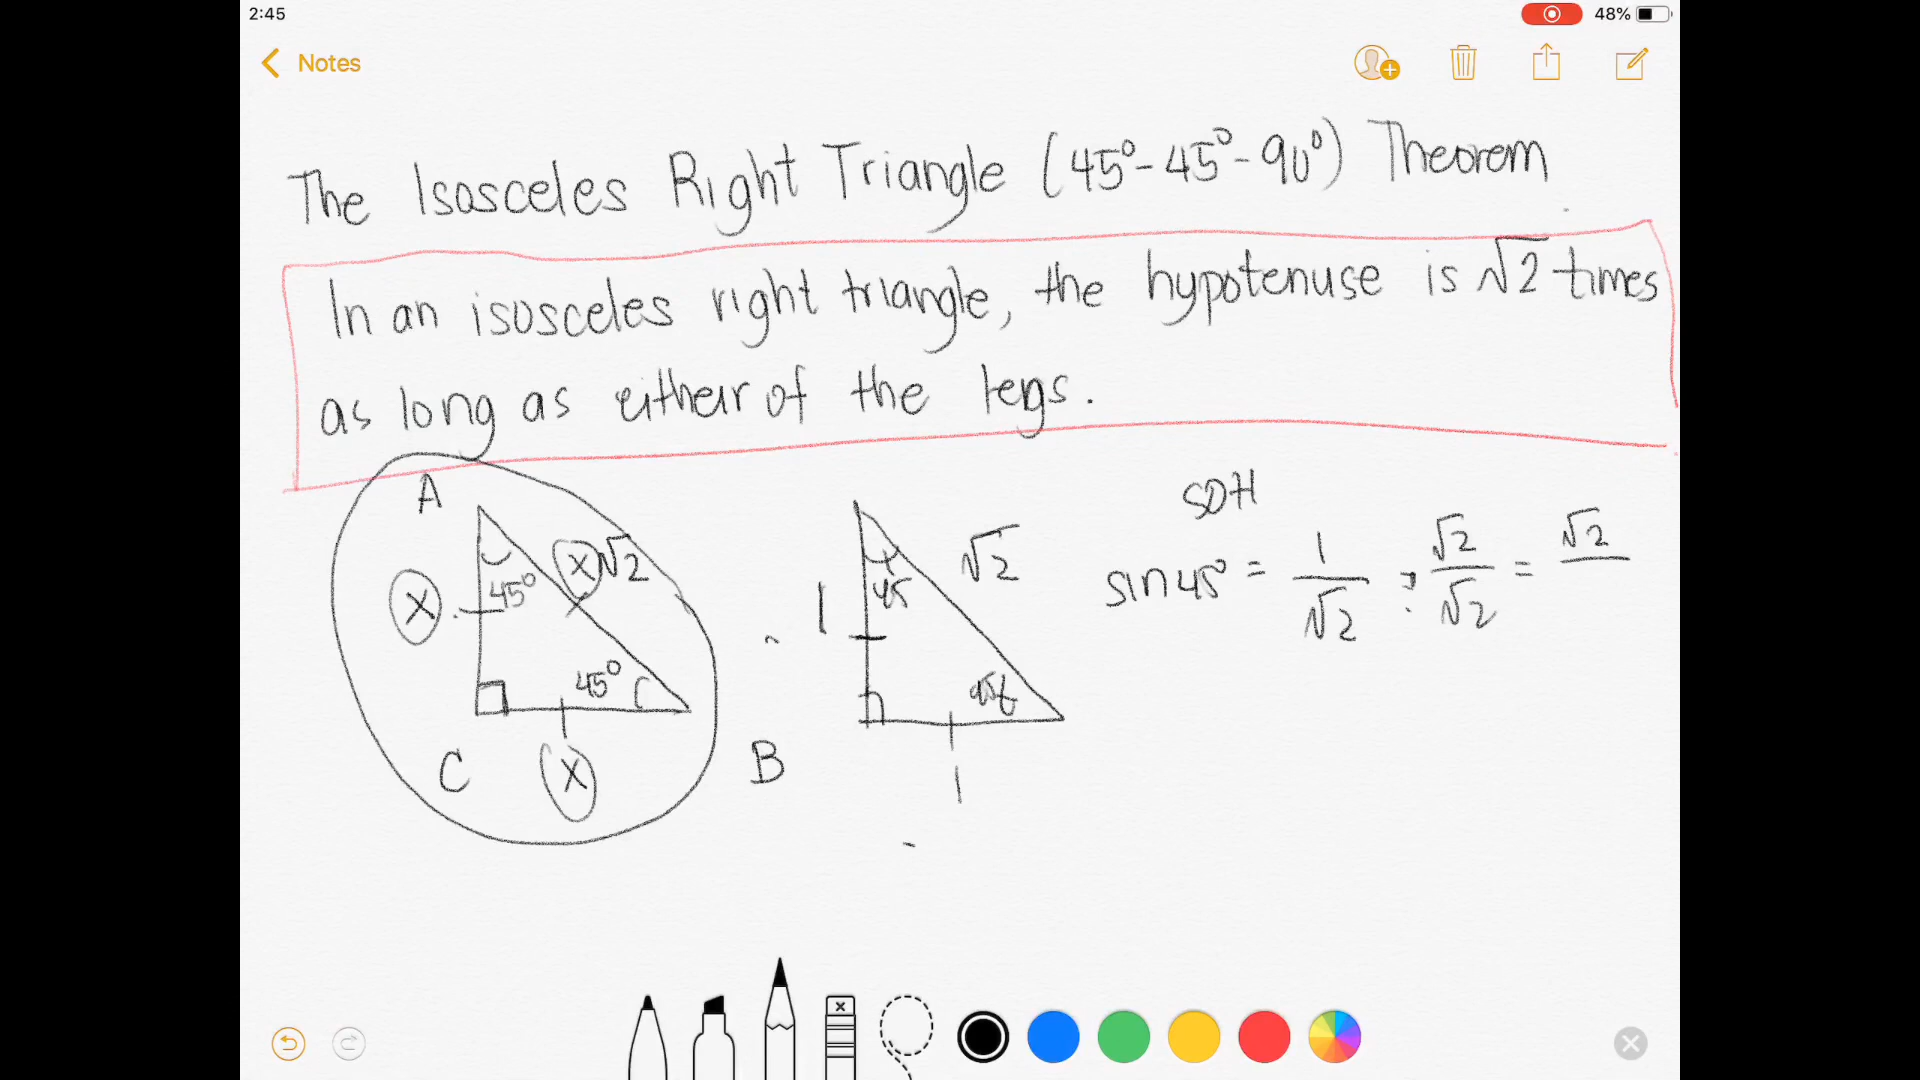 2:45
48%
Notes
The Isosceles Right Triangle (45°-45°-90°) Theorem
In an isosceles right triangle, the hypotenuse is √2 times
as long as either of the legs.
A
X
45°
X√2
45°
C
X
B
1
45
√2
45
1
SOH
sin 45° = 1/√2 · √2/√2 = √2